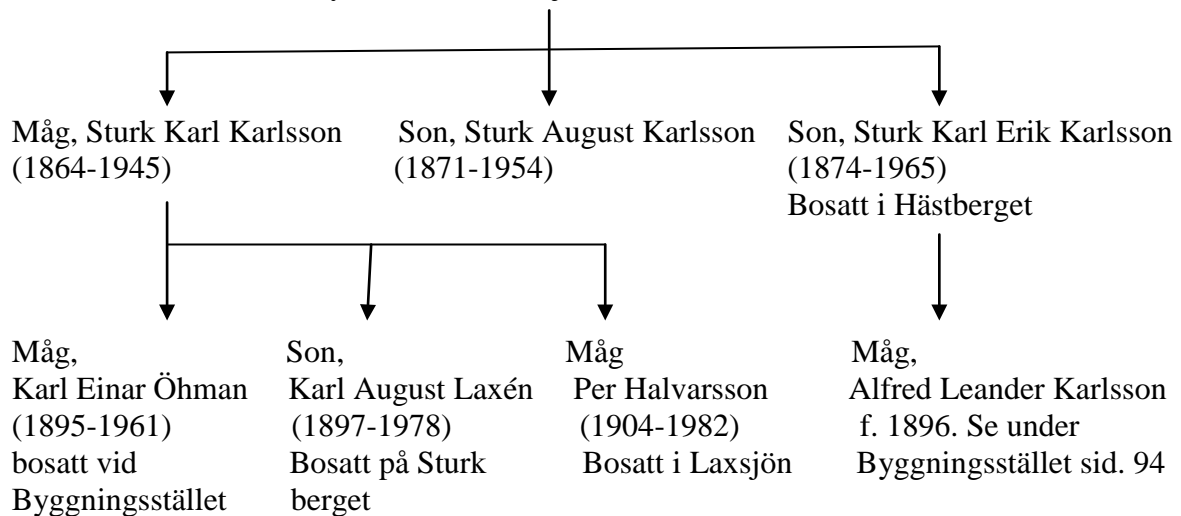 Måg, Sturk Karl Karlsson
(1864-1945)
Son, Sturk August Karlsson
(1871-1954)
Son, Sturk Karl Erik Karlsson
(1874-1965)
Bosatt i Hästberget
Måg,
Karl Einar Öhman
(1895-1961)
bosatt vid
Byggningsstället
Son,
Karl August Laxén
(1897-1978)
Bosatt på Sturk
berget
Måg
Per Halvarsson
(1904-1982)
Bosatt i Laxsjön
Måg,
Alfred Leander Karlsson
f. 1896. Se under
Byggningsstället sid. 94